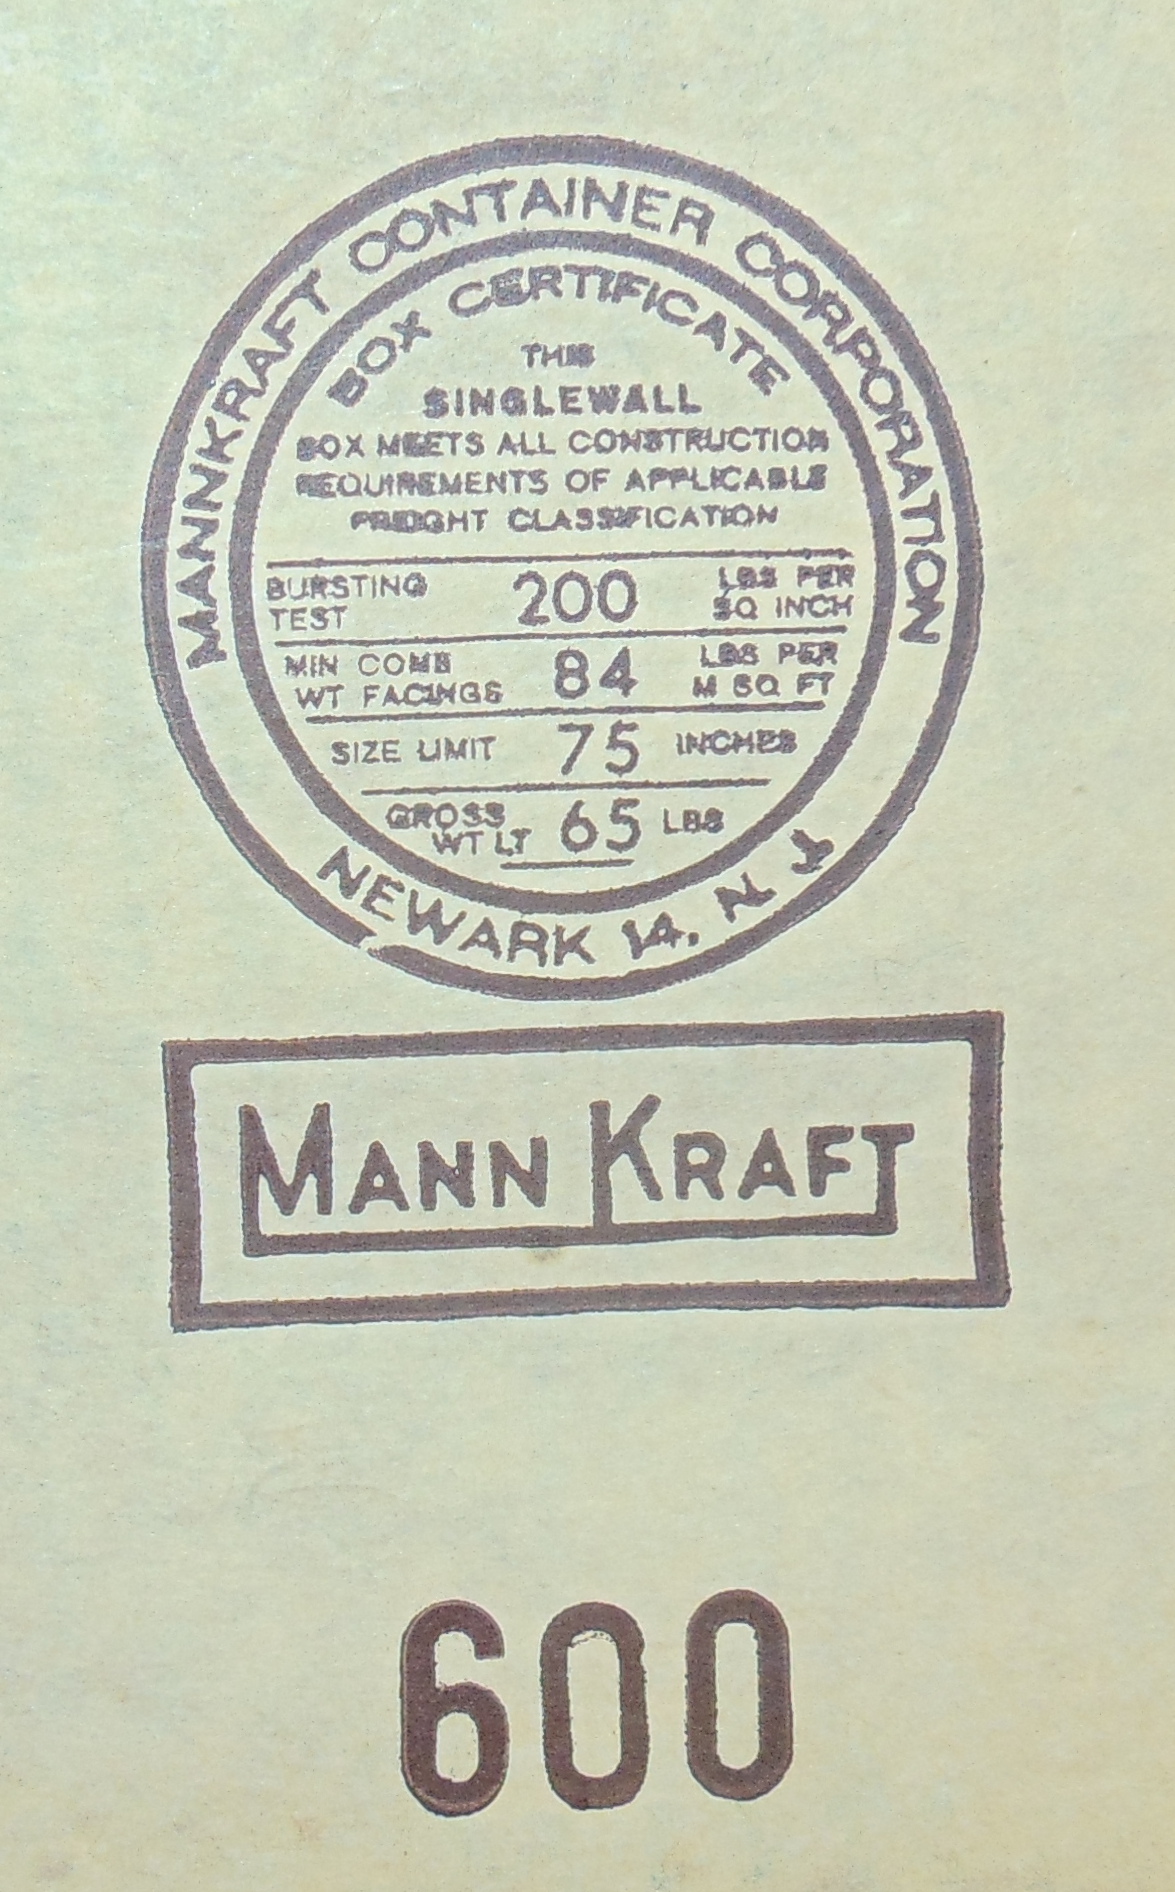 MANNKRAFT CONTAINER CORPORATION
BOX CERTIFICATE
THIS
SINGLEWALL
BOX MEETS ALL CONSTRUCTION
REQUIREMENTS OF APPLICABLE
FREIGHT CLASSIFICATION
BURSTING TEST 200 LBS PER SQ INCH
MIN COMB WT FACINGS 84 LBS PER M SQ FT
SIZE LIMIT 75 INCHES
GROSS WT LT 65 LBS
NEWARK 14, N J
MANN KRAFT
600